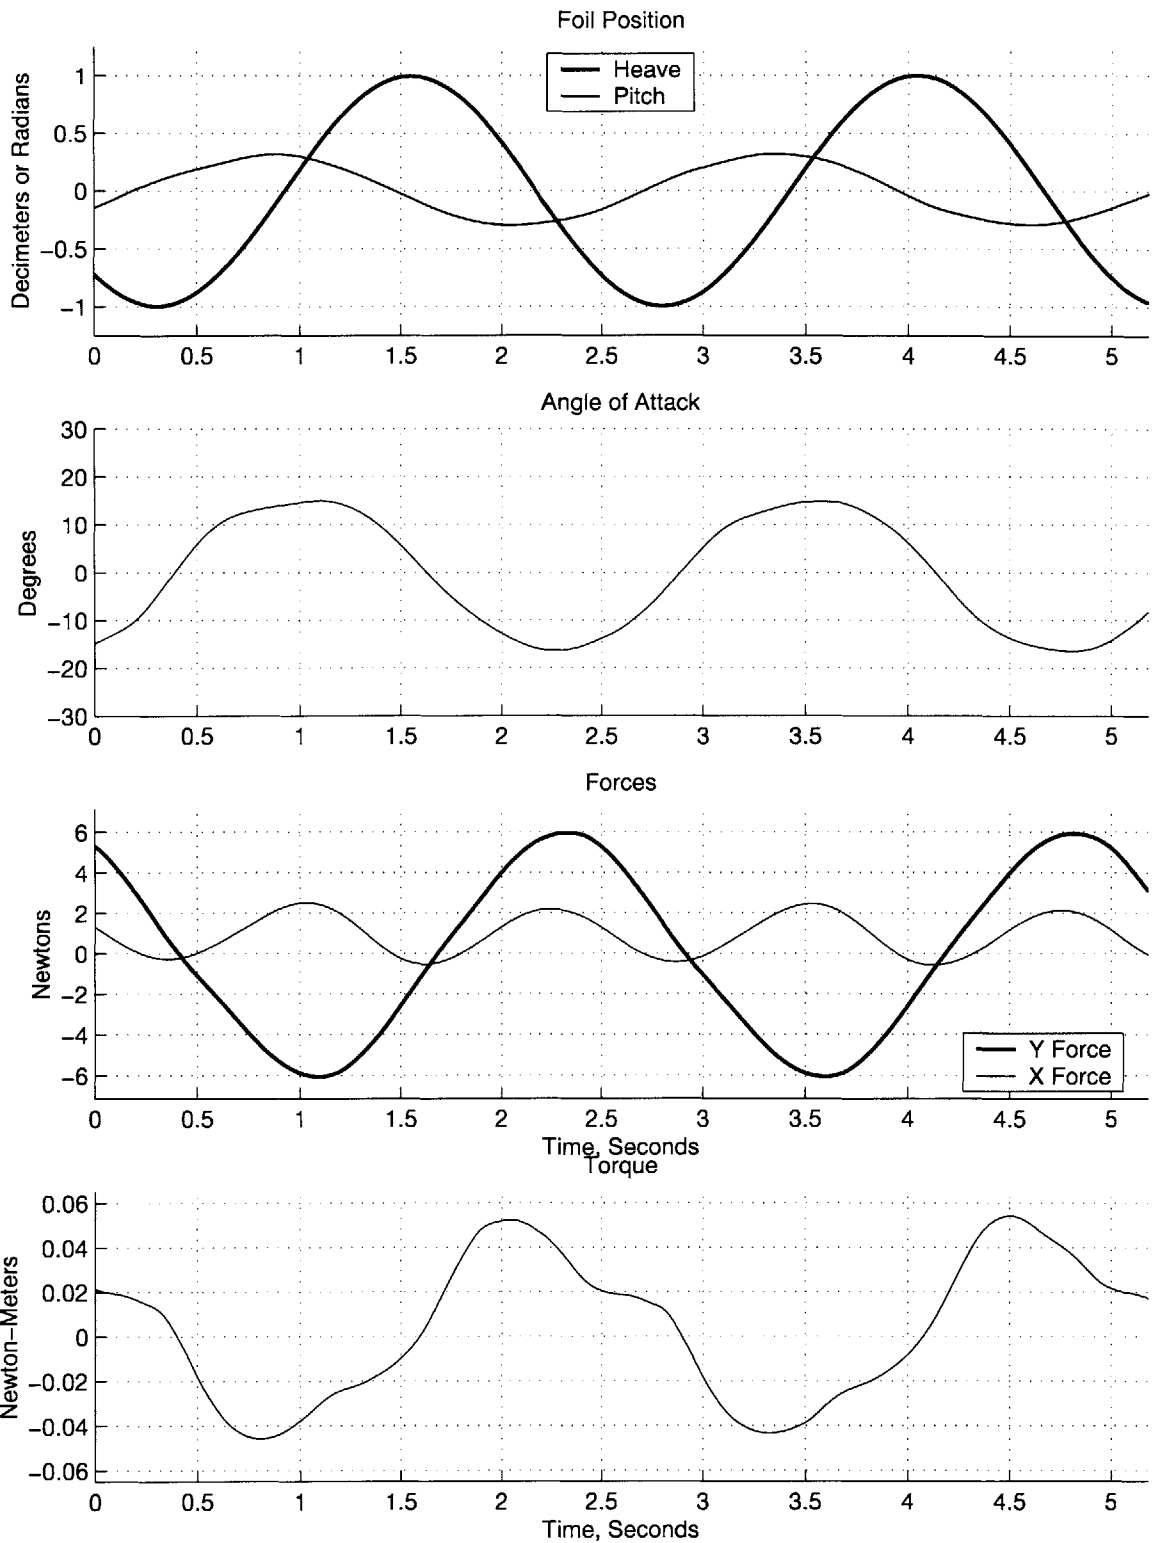 Foil Position
Decimeters or Radians
1
0.5
0
−0.5
−1
Heave
Pitch
0 0.5 1 1.5 2 2.5 3 3.5 4 4.5 5
Angle of Attack
Degrees
30
20
10
0
−10
−20
−30
0 0.5 1 1.5 2 2.5 3 3.5 4 4.5 5
Forces
Newtons
6
4
2
0
−2
−4
−6
Y Force
X Force
0 0.5 1 1.5 2 2.5 3 3.5 4 4.5 5
Time, Seconds
Torque
Newton−Meters
0.06
0.04
0.02
0
−0.02
−0.04
−0.06
0 0.5 1 1.5 2 2.5 3 3.5 4 4.5 5
Time, Seconds